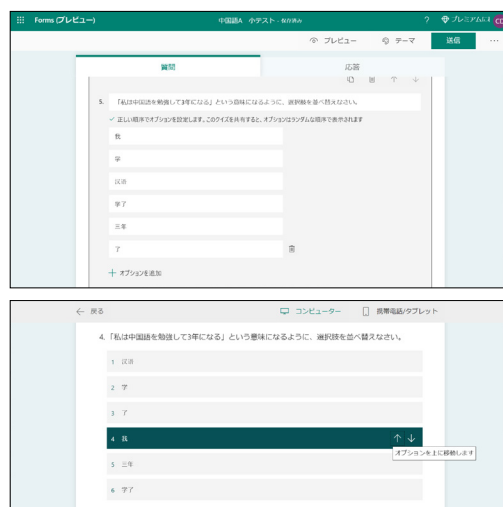 Forms (プレビュー)
中国語A 小テスト - 保存済み
?
プレビュー
テーマ
送信
...
質問
応答
5. 「私は中国語を勉強して3年になる」という意味になるように、選択肢を並べ替えなさい。
正しい順序でオプションを設定します。このクイズを共有すると、オプションはランダムな順序で表示されます
我
学
汉语
学了
三年
了
オプションを追加
戻る
コンピューター
携帯電話/タブレット
4. 「私は中国語を勉強して3年になる」という意味になるように、選択肢を並べ替えなさい。
1 汉语
2 学
3 了
4 我
オプションを上に移動します
5 三年
6 学了